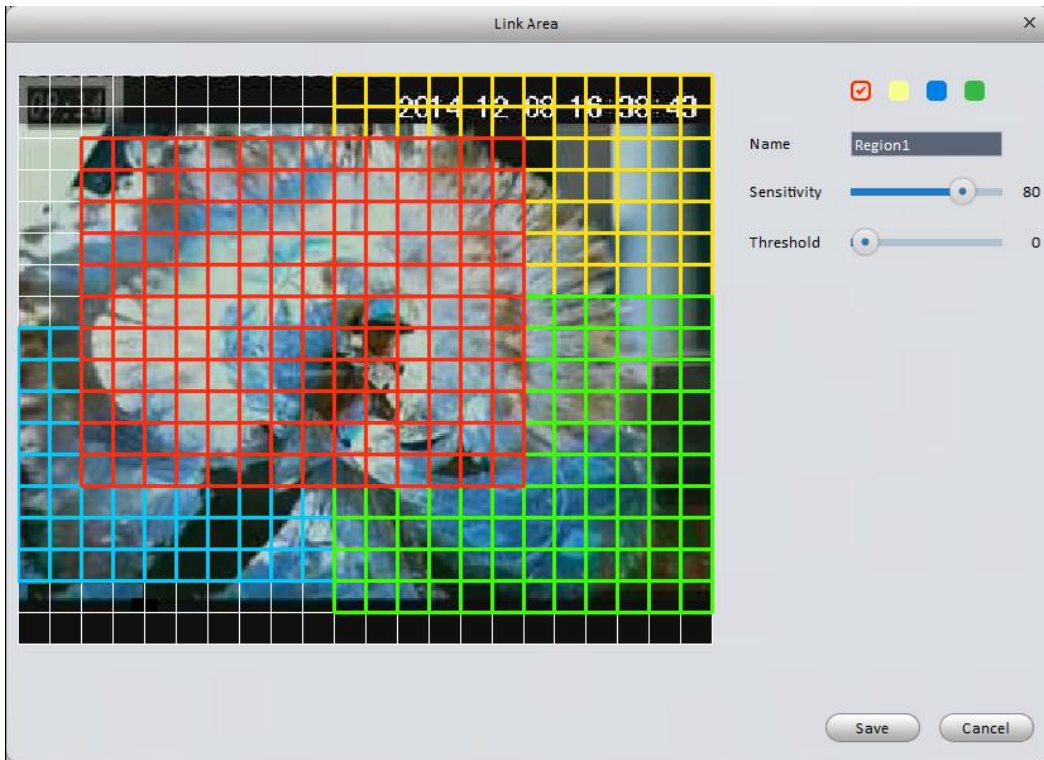 Link Area
2014-12-08 16:38:43
Name Region1
Sensitivity 80
Threshold 0
Save Cancel